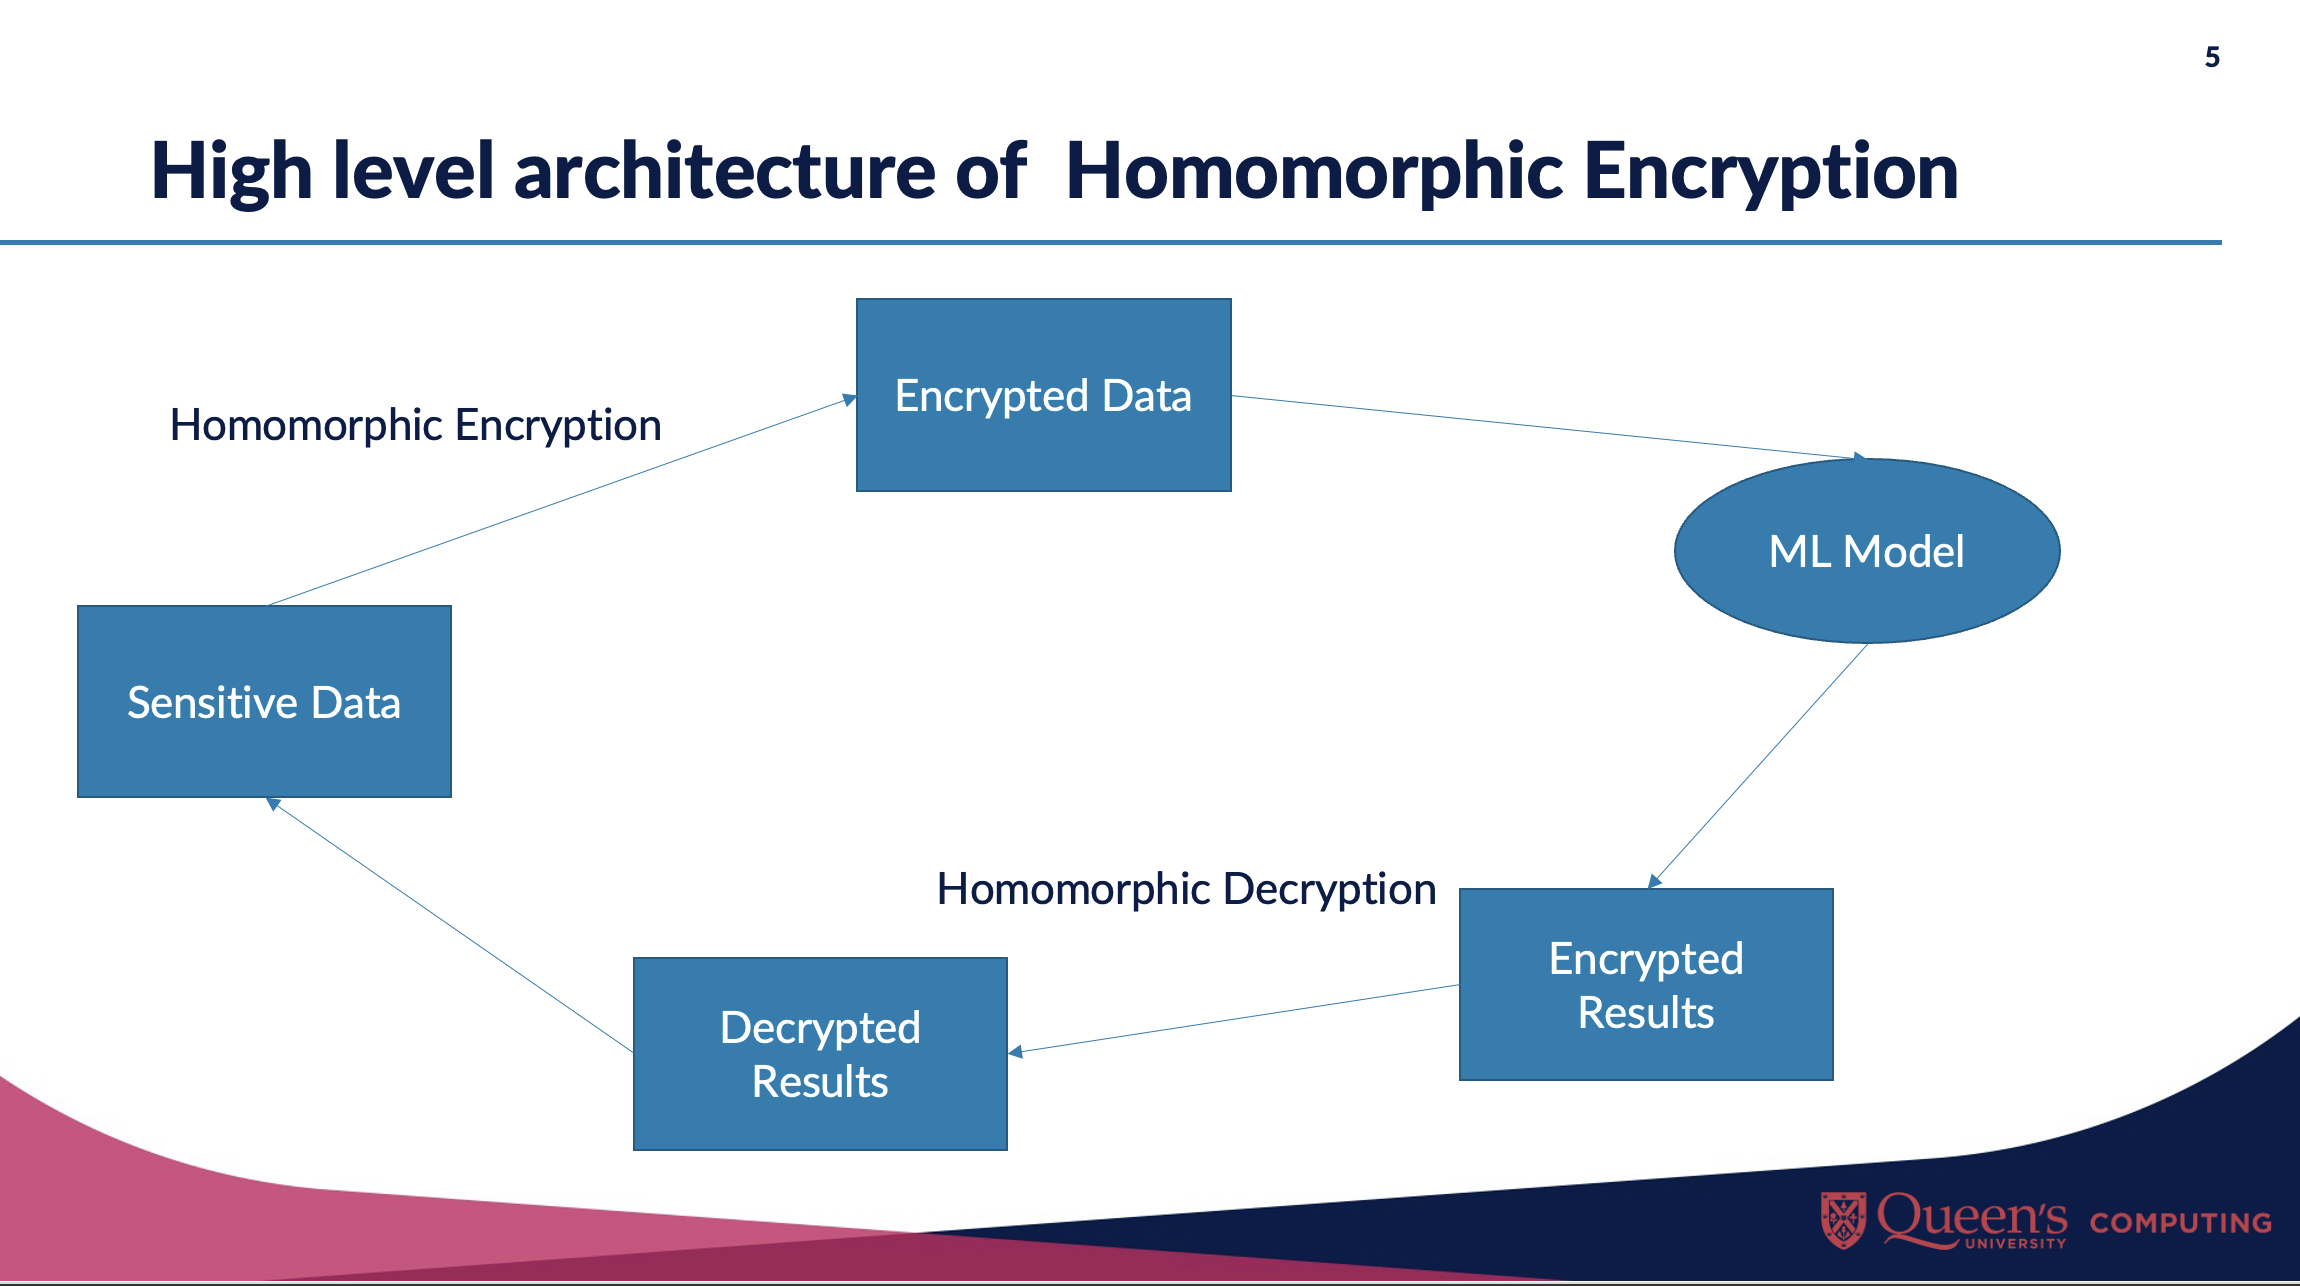 5
High level architecture of  Homomorphic Encryption
Encrypted Data
Homomorphic Encryption
ML Model
Sensitive Data
Homomorphic Decryption
Encrypted
Results
Decrypted
Results
Queen's
UNIVERSITY
COMPUTING